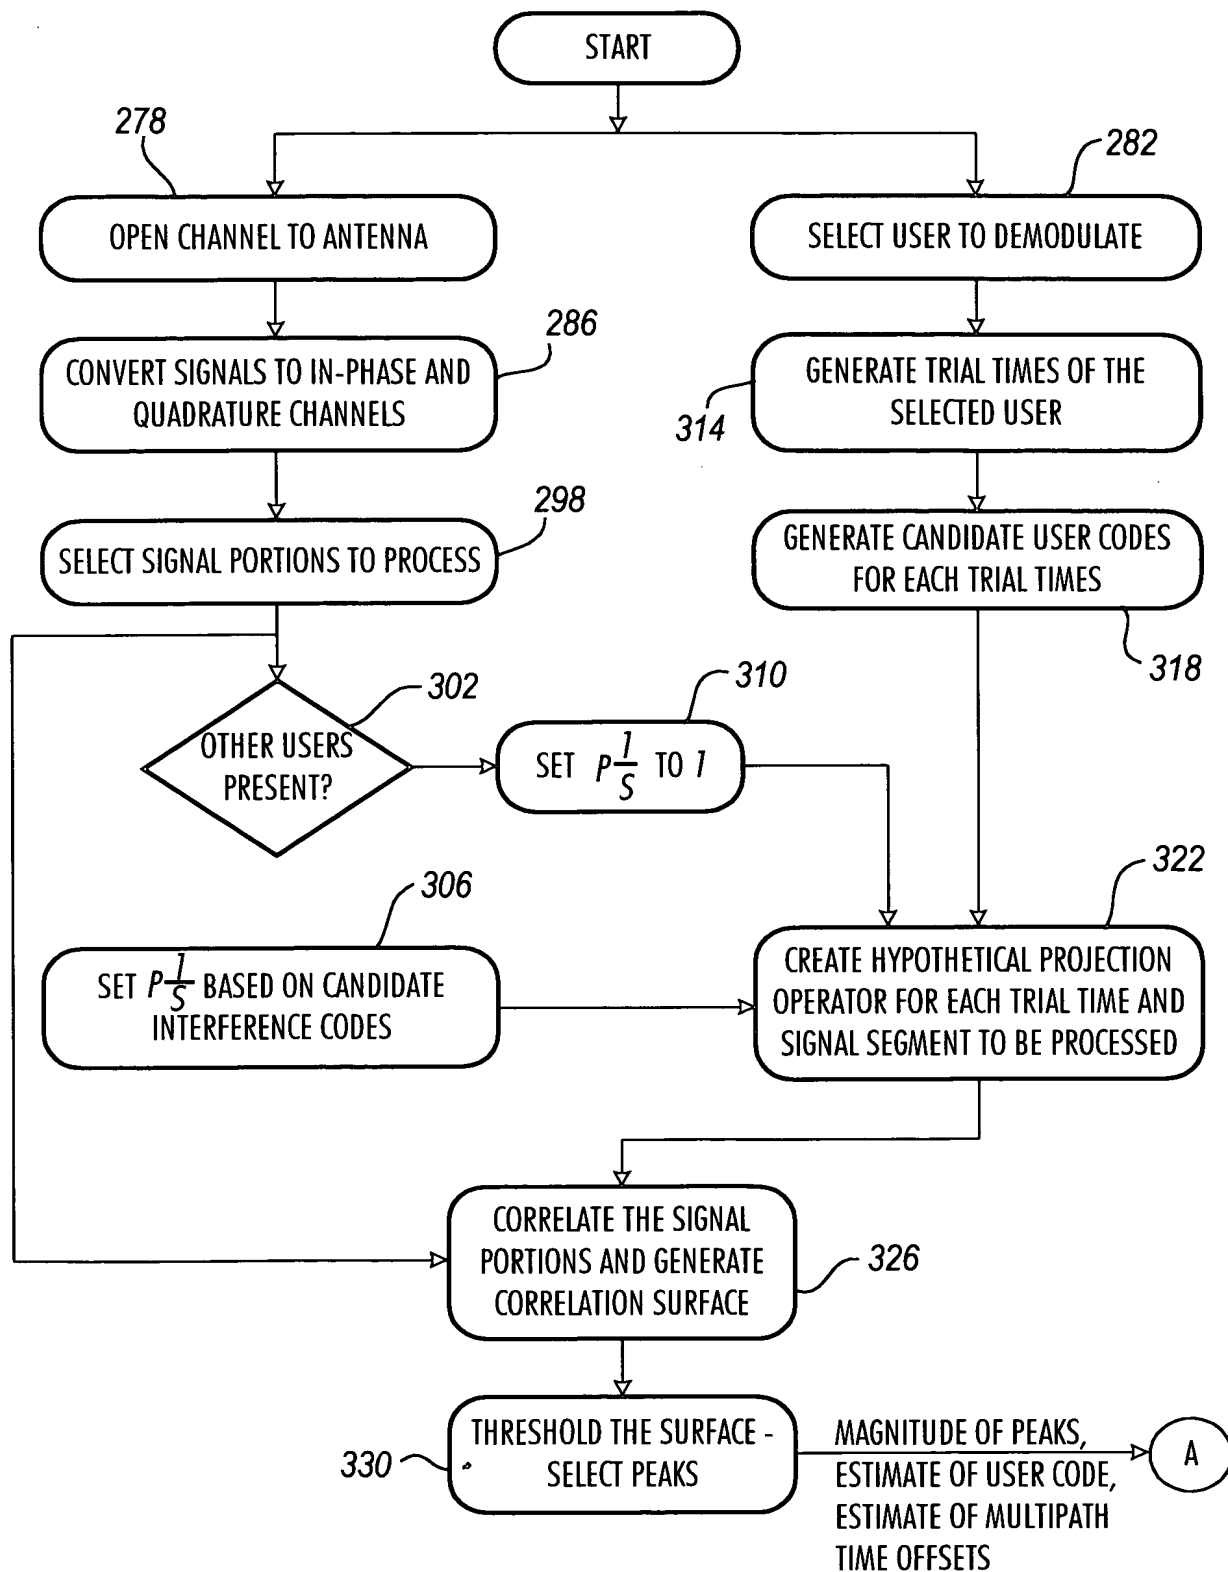 START
278
282
OPEN CHANNEL TO ANTENNA
SELECT USER TO DEMODULATE
286
CONVERT SIGNALS TO IN-PHASE AND
QUADRATURE CHANNELS
314
GENERATE TRIAL TIMES OF THE
SELECTED USER
298
SELECT SIGNAL PORTIONS TO PROCESS
GENERATE CANDIDATE USER CODES
FOR EACH TRIAL TIMES
318
302
OTHER USERS
PRESENT?
310
SET P 1/S TO 1
306
SET P 1/S BASED ON CANDIDATE
INTERFERENCE CODES
322
CREATE HYPOTHETICAL PROJECTION
OPERATOR FOR EACH TRIAL TIME AND
SIGNAL SEGMENT TO BE PROCESSED
CORRELATE THE SIGNAL
PORTIONS AND GENERATE
CORRELATION SURFACE
326
330
THRESHOLD THE SURFACE -
SELECT PEAKS
MAGNITUDE OF PEAKS,
ESTIMATE OF USER CODE,
ESTIMATE OF MULTIPATH
TIME OFFSETS
A